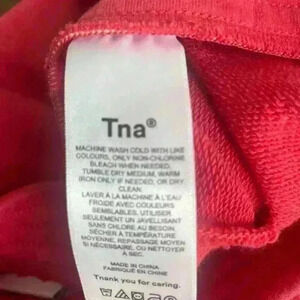 Tna®
MACHINE WASH COLD WITH LIKE
COLOURS, ONLY NON-CHLORINE
BLEACH WHEN NEEDED.
TUMBLE DRY MEDIUM, WARM
IRON ONLY IF NEEDED, OR DRY
CLEAN.
LAVER À LA MACHINE À L'EAU
FROIDE AVEC COULEURS
SEMBLABLES. UTILISER
SEULEMENT UN JAVELLISANT
SANS CHLORE AU BESOIN
SÉCHER À TEMPÉRATURE
MOYENNE. REPASSAGE MOYEN
SI NÉCESSAIRE, OU NETTOYER
À SEC.
MADE IN CHINA
FABRIQUÉ EN CHINE
Thank you for caring.